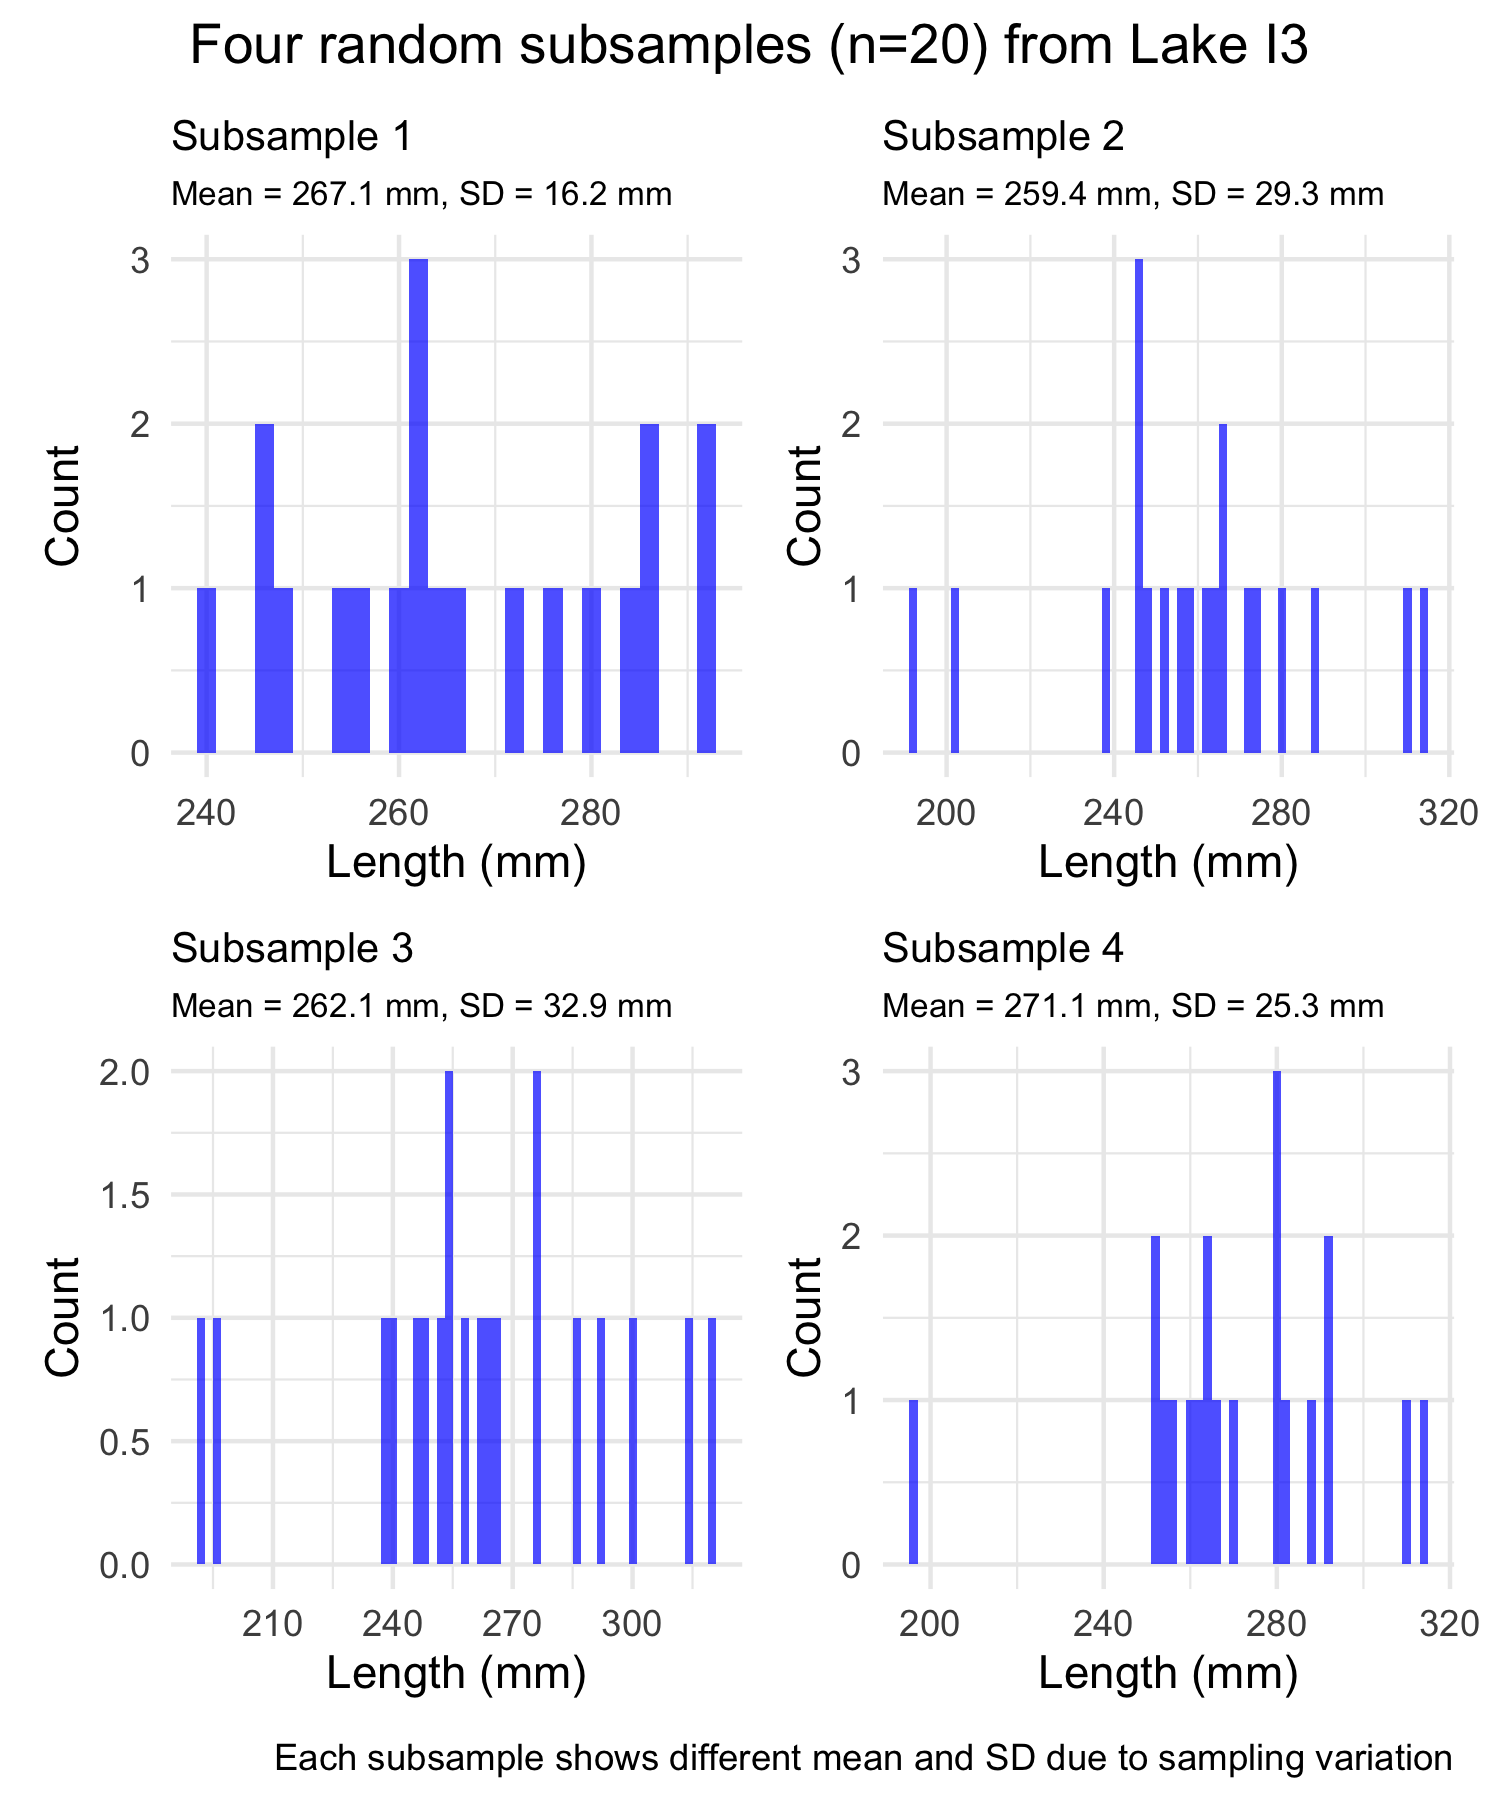 Four random subsamples (n=20) from Lake I3
Subsample 1
Mean = 267.1 mm, SD = 16.2 mm
3
2
1
0
Count
240 260 280
Length (mm)
Subsample 2
Mean = 259.4 mm, SD = 29.3 mm
3
2
1
0
Count
200 240 280 320
Length (mm)
Subsample 3
Mean = 262.1 mm, SD = 32.9 mm
2.0
1.5
1.0
0.5
0.0
Count
210 240 270 300
Length (mm)
Subsample 4
Mean = 271.1 mm, SD = 25.3 mm
3
2
1
0
Count
200 240 280 320
Length (mm)
Each subsample shows different mean and SD due to sampling variation